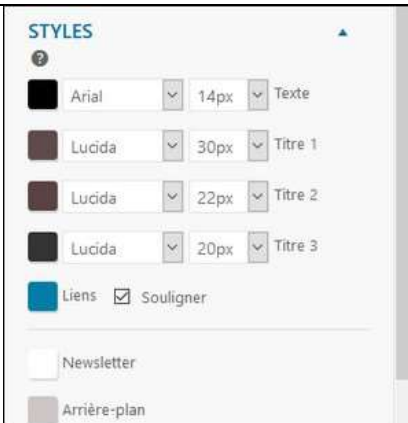 STYLES
?
Arial 14px Texte
Lucida 30px Titre 1
Lucida 22px Titre 2
Lucida 20px Titre 3
Liens Souligner
Newsletter
Arrière-plan